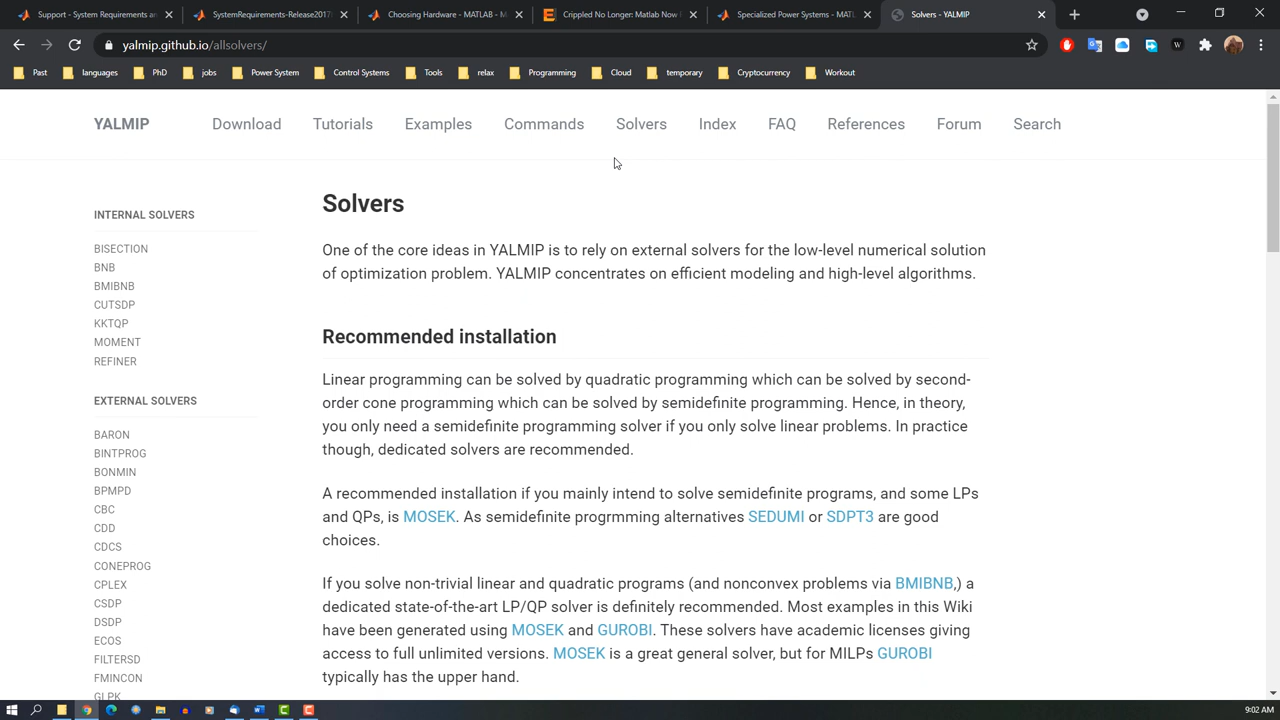 Support - System Requirements an
SystemRequirements-Release2017
Choosing Hardware - MATLAB - M
Crippled No Longer: Matlab Now
Specialized Power Systems - MATL
Solvers - YALMIP
yalmip.github.io/allsolvers/
Past
languages
PhD
jobs
Power System
Control Systems
Tools
relax
Programming
Cloud
temporary
Cryptocurrency
Workout
YALMIP
Download
Tutorials
Examples
Commands
Solvers
Index
FAQ
References
Forum
Search
INTERNAL SOLVERS
BISECTION
BNB
BMIBNB
CUTSDP
KKTQP
MOMENT
REFINER
EXTERNAL SOLVERS
BARON
BINTPROG
BONMIN
BPMPD
CBC
CDD
CDCS
CONEPROG
CPLEX
CSDP
DSDP
ECOS
FILTERSD
FMINCON
GLPK
Solvers
One of the core ideas in YALMIP is to rely on external solvers for the low-level numerical solution
of optimization problem. YALMIP concentrates on efficient modeling and high-level algorithms.
Recommended installation
Linear programming can be solved by quadratic programming which can be solved by second-
order cone programming which can be solved by semidefinite programming. Hence, in theory,
you only need a semidefinite programming solver if you only solve linear problems. In practice
though, dedicated solvers are recommended.
A recommended installation if you mainly intend to solve semidefinite programs, and some LPs
and QPs, is MOSEK. As semidefinite progrmming alternatives SEDUMI or SDPT3 are good
choices.
If you solve non-trivial linear and quadratic programs (and nonconvex problems via BMIBNB,) a
dedicated state-of-the-art LP/QP solver is definitely recommended. Most examples in this Wiki
have been generated using MOSEK and GUROBI. These solvers have academic licenses giving
access to full unlimited versions. MOSEK is a great general solver, but for MILPs GUROBI
typically has the upper hand.
9:02 AM